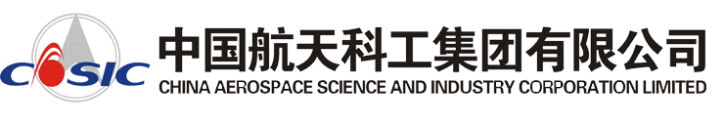 CASIC
中国航天科工集团有限公司
CHINA AEROSPACE SCIENCE AND INDUSTRY CORPORATION LIMITED